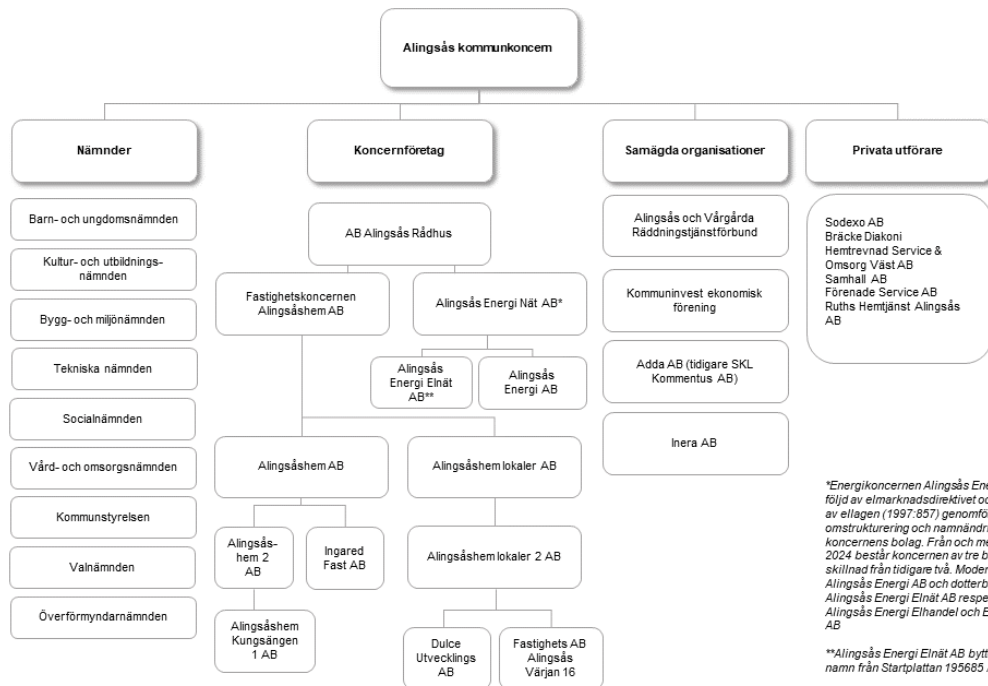 Alingsås kommunkoncern
Nämnder
Koncernföretag
Samägda organisationer
Privata utförare
Barn- och ungdomsnämnden
Kultur- och utbildnings-
nämnden
Bygg- och miljönämnden
Tekniska nämnden
Socialnämnden
Vård- och omsorgsnämnden
Kommunstyrelsen
Valnämnden
Överförmyndarnämnden
AB Alingsås Rådhus
Fastighetskoncernen
Alingsåshem AB
Alingsås Energi Nät AB*
Alingsås
Energi Elnät
AB**
Alingsås
Energi AB
Alingsåshem AB
Alingsåshem lokaler AB
Alingsås-
hem 2
AB
Ingared
Fast AB
Alingsåshem lokaler 2 AB
Alingsåshem
Kungsängen
1 AB
Dulce
Utvecklings
AB
Fastighets AB
Alingsås
Värjan 16
Alingsås och Vårgårda
Räddningstjänstförbund
Kommuninvest ekonomisk
förening
Adda AB (tidigare SKL
Kommentus AB)
Inera AB
Sodexo AB
Bräcke Diakoni
Hemtrevnad Service &
Omsorg Väst AB
Samhall AB
Förenade Service AB
Ruths Hemtjänst Alingsås
AB
*Energikoncernen Alingsås Ene
följd av elmarknadsdirektivet oc
av ellagen (1997:857) genomfö
omstrukturering och namnändr
koncernens bolag. Från och me
2024 består koncernen av tre b
skillnad från tidigare två. Moder
Alingsås Energi AB och dotterb
Alingsås Energi Elnät AB respe
Alingsås Energi Elhandel och E
AB
**Alingsås Energi Elnät AB bytt
namn från Startplattan 195685